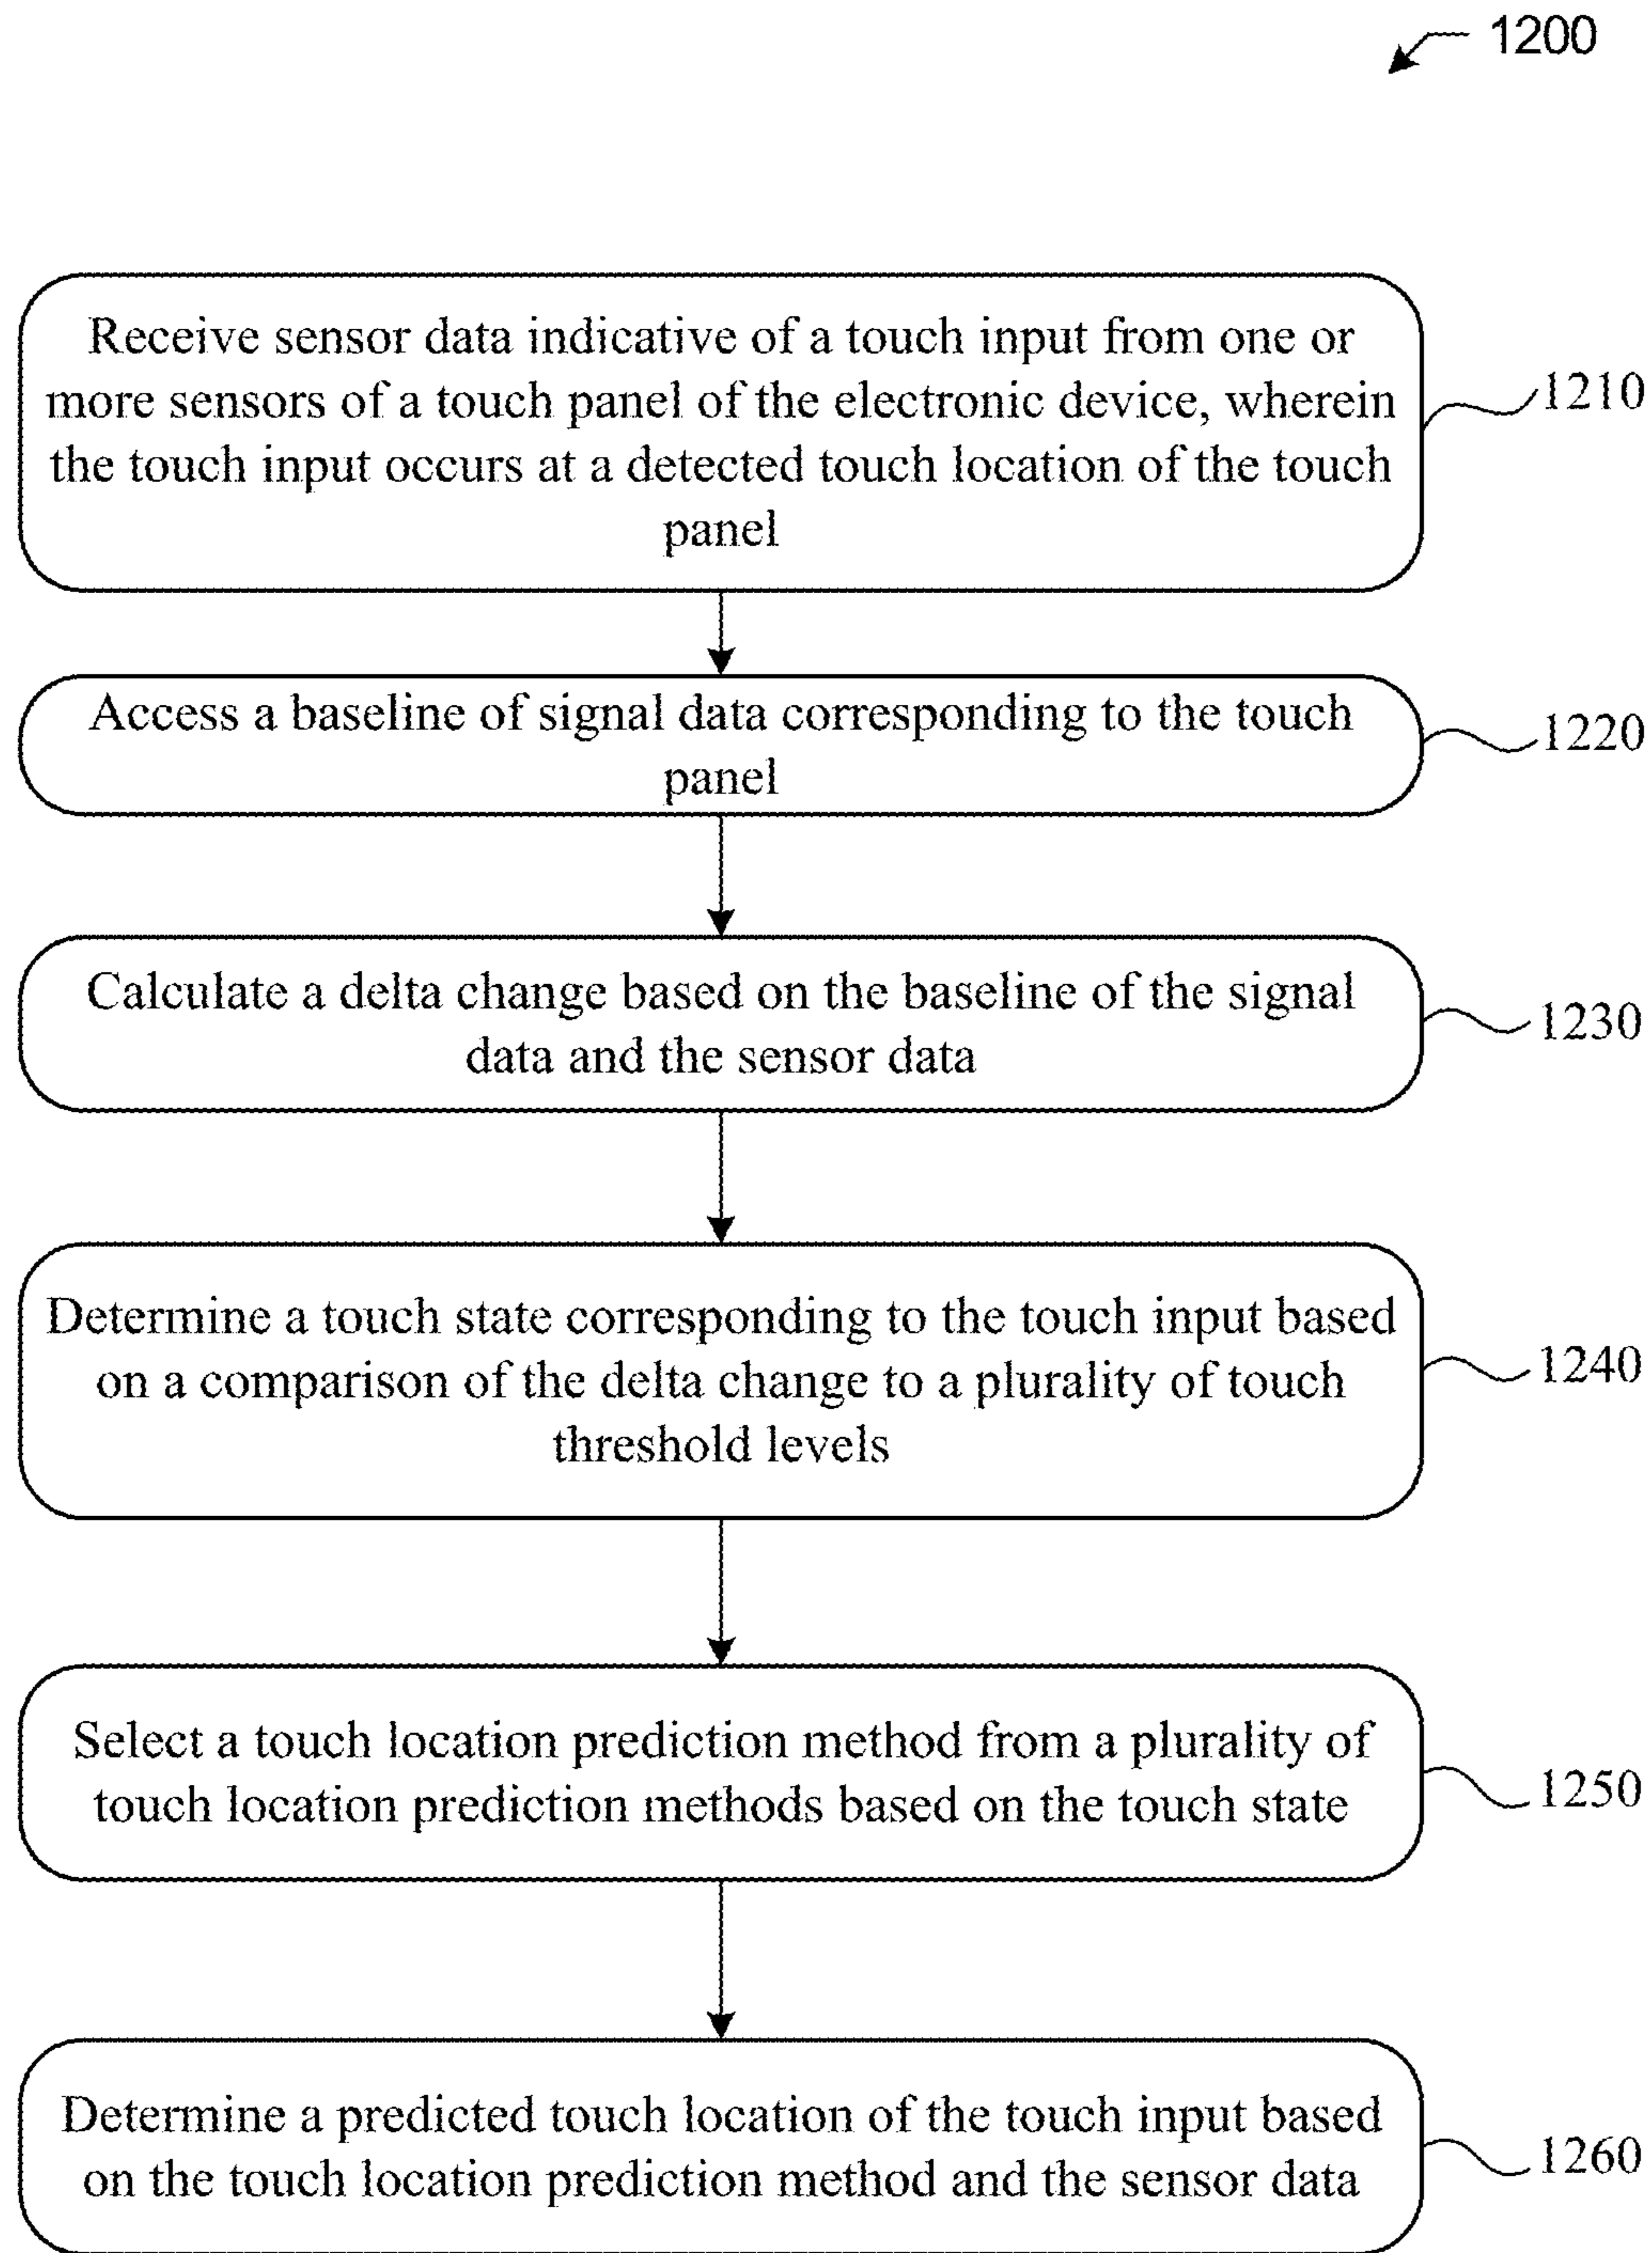 1200
Receive sensor data indicative of a touch input from one or
more sensors of a touch panel of the electronic device, wherein
the touch input occurs at a detected touch location of the touch
panel
1210
Access a baseline of signal data corresponding to the touch
panel
1220
Calculate a delta change based on the baseline of the signal
data and the sensor data
1230
Determine a touch state corresponding to the touch input based
on a comparison of the delta change to a plurality of touch
threshold levels
1240
Select a touch location prediction method from a plurality of
touch location prediction methods based on the touch state
1250
Determine a predicted touch location of the touch input based
on the touch location prediction method and the sensor data
1260